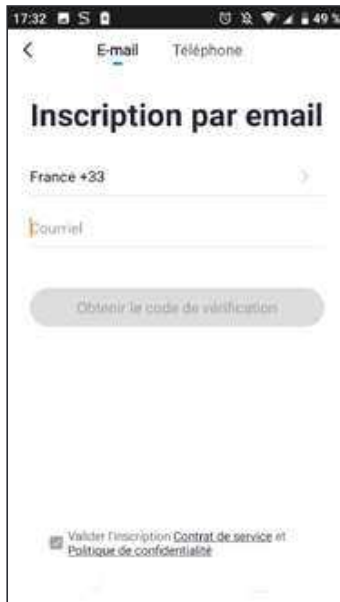 17:32 S 49 %
E-mail Téléphone
Inscription par email
France +33
Courriel
Obtenir le code de vérification
Valider l'inscription Contrat de service et
Politique de confidentialité